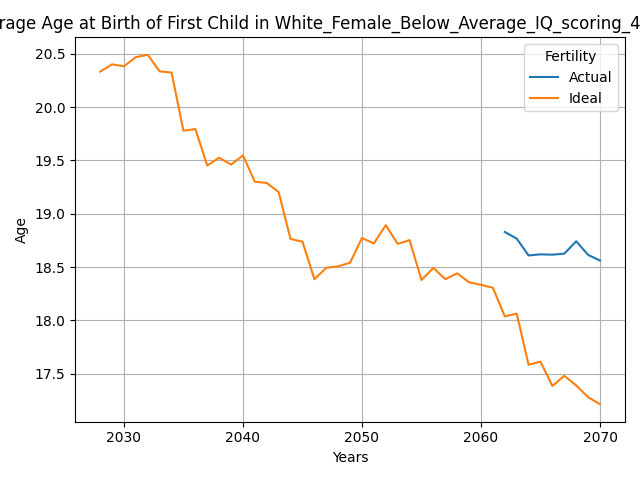 rage Age at Birth of First Child in White_Female_Below_Average_IQ_scoring_4
Fertility
Actual
Ideal
20.5
20.0
19.5
19.0
18.5
18.0
17.5
Age
2030
2040
2050
2060
2070
Years